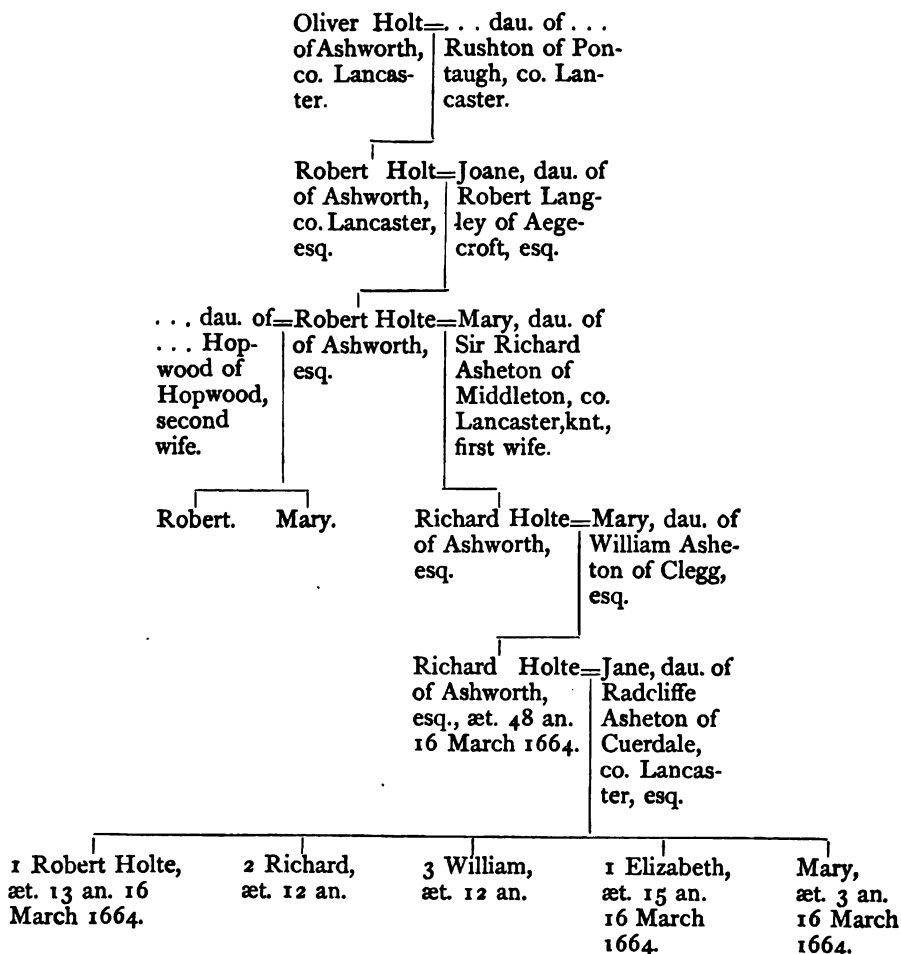 Oliver Holt=. . . dau. of . . .
of Ashworth,
co. Lancas-
ter.
Rushton of Pon-
taugh, co. Lan-
caster.
Robert Holt=Joane, dau. of
of Ashworth,
co. Lancaster,
esq.
Robert Lang-
ley of Aege-
croft, esq.
. . . dau. of=Robert Holte=Mary, dau. of
. . . Hop-
wood of
Hopwood,
second
wife.
of Ashworth,
esq.
Sir Richard
Asheton of
Middleton, co.
Lancaster, knt.,
first wife.
Robert. Mary.
Richard Holte=Mary, dau. of
of Ashworth,
esq.
William Ashe-
ton of Clegg,
esq.
Richard Holte=Jane, dau. of
of Ashworth,
esq., æt. 48 an.
16 March 1664.
Radcliffe
Asheton of
Cuerdale,
co. Lancas-
ter, esq.
1 Robert Holte,
æt. 13 an. 16
March 1664.
2 Richard,
æt. 12 an.
3 William,
æt. 12 an.
1 Elizabeth,
æt. 15 an.
16 March
1664.
Mary,
æt. 3 an.
16 March
1664.